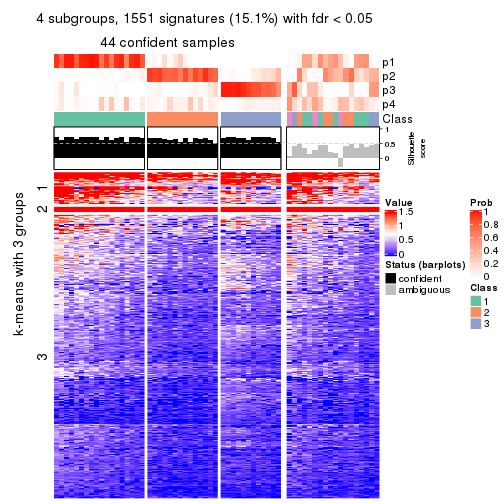 4 subgroups, 1551 signatures (15.1%) with fdr < 0.05
44 confident samples
p1
p2
p3
p4
Class
1
0.5
0
Silhouette
score
k-means with 3 groups
1
2
3
Value
1.5
1
0.5
0
Status (barplots)
confident
ambiguous
Prob
1
0.8
0.6
0.4
0.2
0
Class
1
2
3